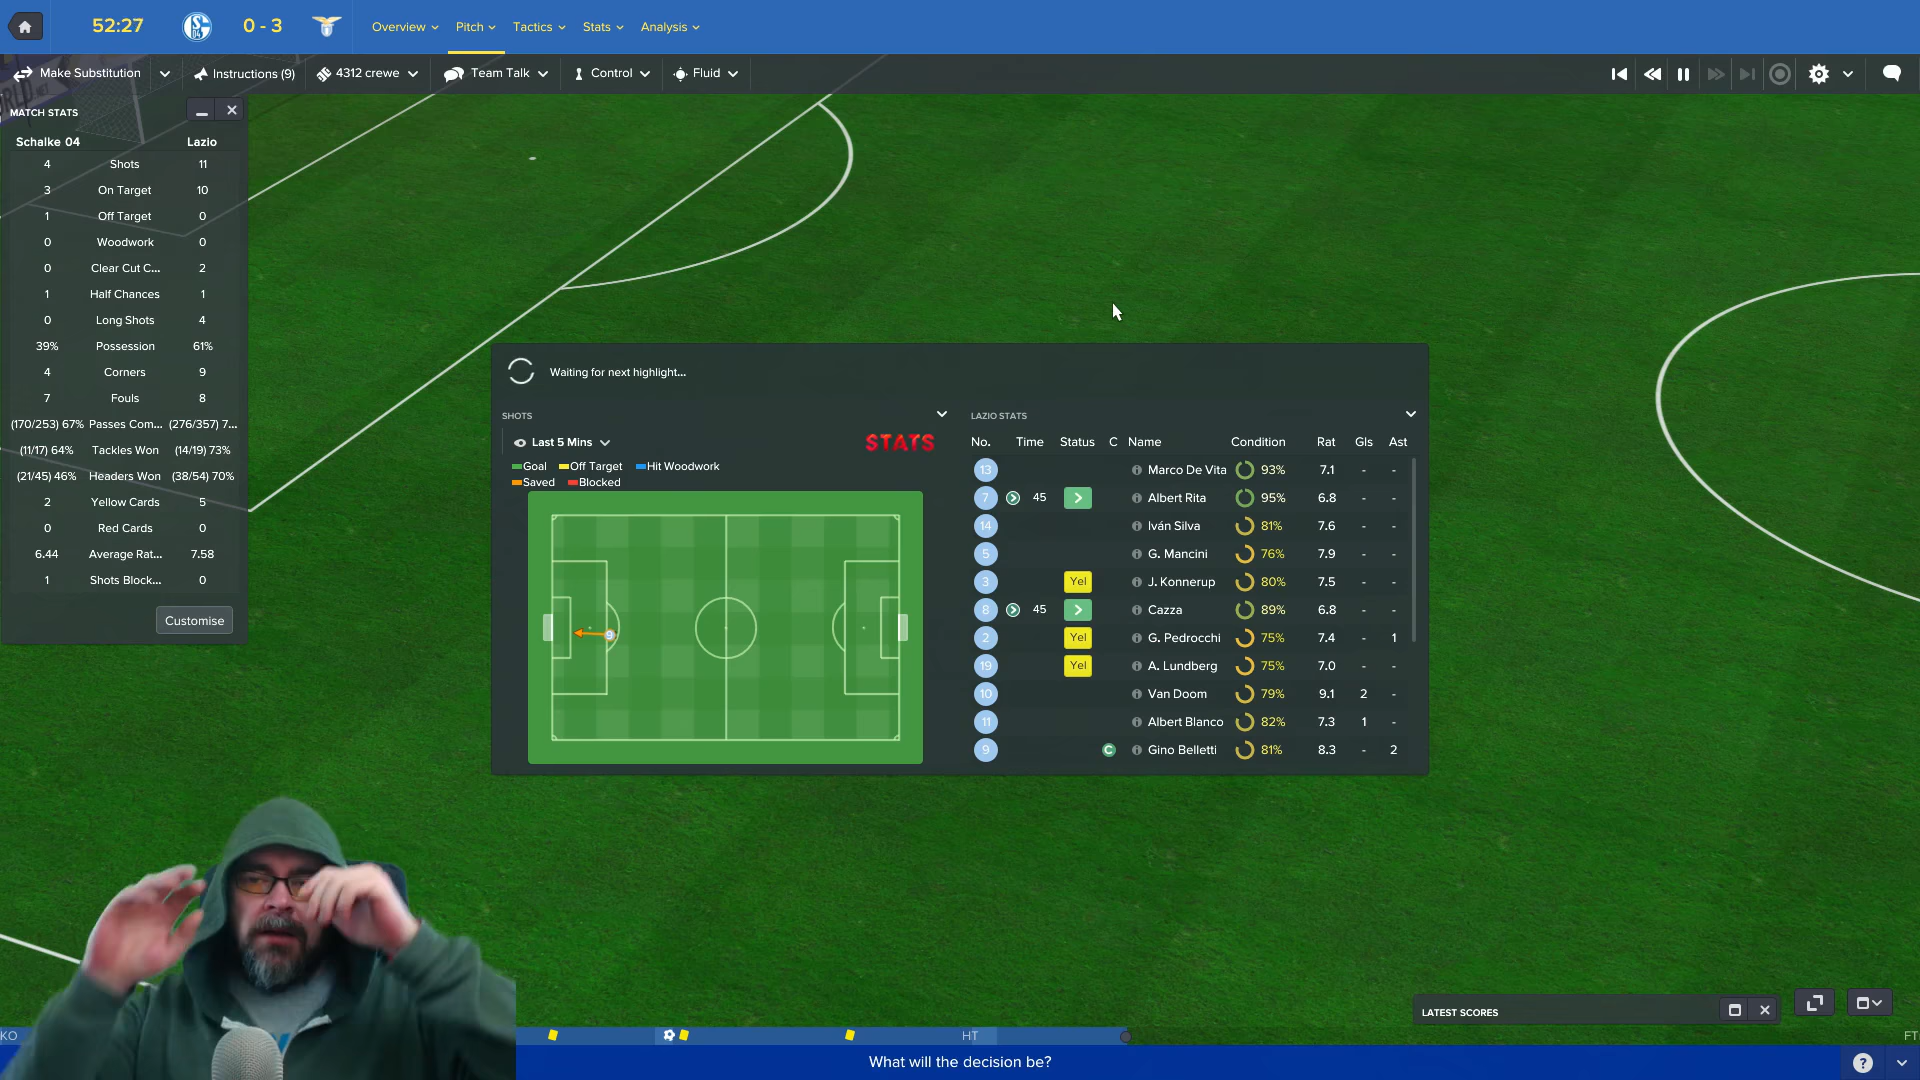 52:27
0 - 3
Overview
Pitch
Tactics
Stats
Analysis
Make Substitution
Instructions (9)
4312 crewe
Team Talk
Control
Fluid
MATCH STATS
Schalke 04 Lazio
4 Shots 11
3 On Target 10
1 Off Target 0
0 Woodwork 0
0 Clear Cut C... 2
1 Half Chances 1
0 Long Shots 4
39% Possession 61%
4 Corners 9
7 Fouls 8
(170/253) 67% Passes Com... (276/357) 7...
(11/17) 64% Tackles Won (14/19) 73%
(21/45) 46% Headers Won (38/54) 70%
2 Yellow Cards 5
0 Red Cards 0
6.44 Average Rat... 7.58
1 Shots Block... 0
Customise
Waiting for next highlight...
SHOTS
Last 5 Mins
STATS
Goal Off Target Hit Woodwork
Saved Blocked
9
LAZIO STATS
No. Time Status C Name Condition Rat Gls Ast
13 Marco De Vita 93% 7.1 - -
7 45 Albert Rita 95% 6.8 - -
14 Iván Silva 81% 7.6 - -
5 G. Mancini 76% 7.9 - -
3 Yel J. Konnerup 80% 7.5 - -
8 45 Cazza 89% 6.8 - -
2 Yel G. Pedrocchi 75% 7.4 - 1
19 Yel A. Lundberg 75% 7.0 - -
10 Van Doom 79% 9.1 2 -
11 Albert Blanco 82% 7.3 1 -
9 C Gino Belletti 81% 8.3 - 2
LATEST SCORES
KO
HT
FT
What will the decision be?
?